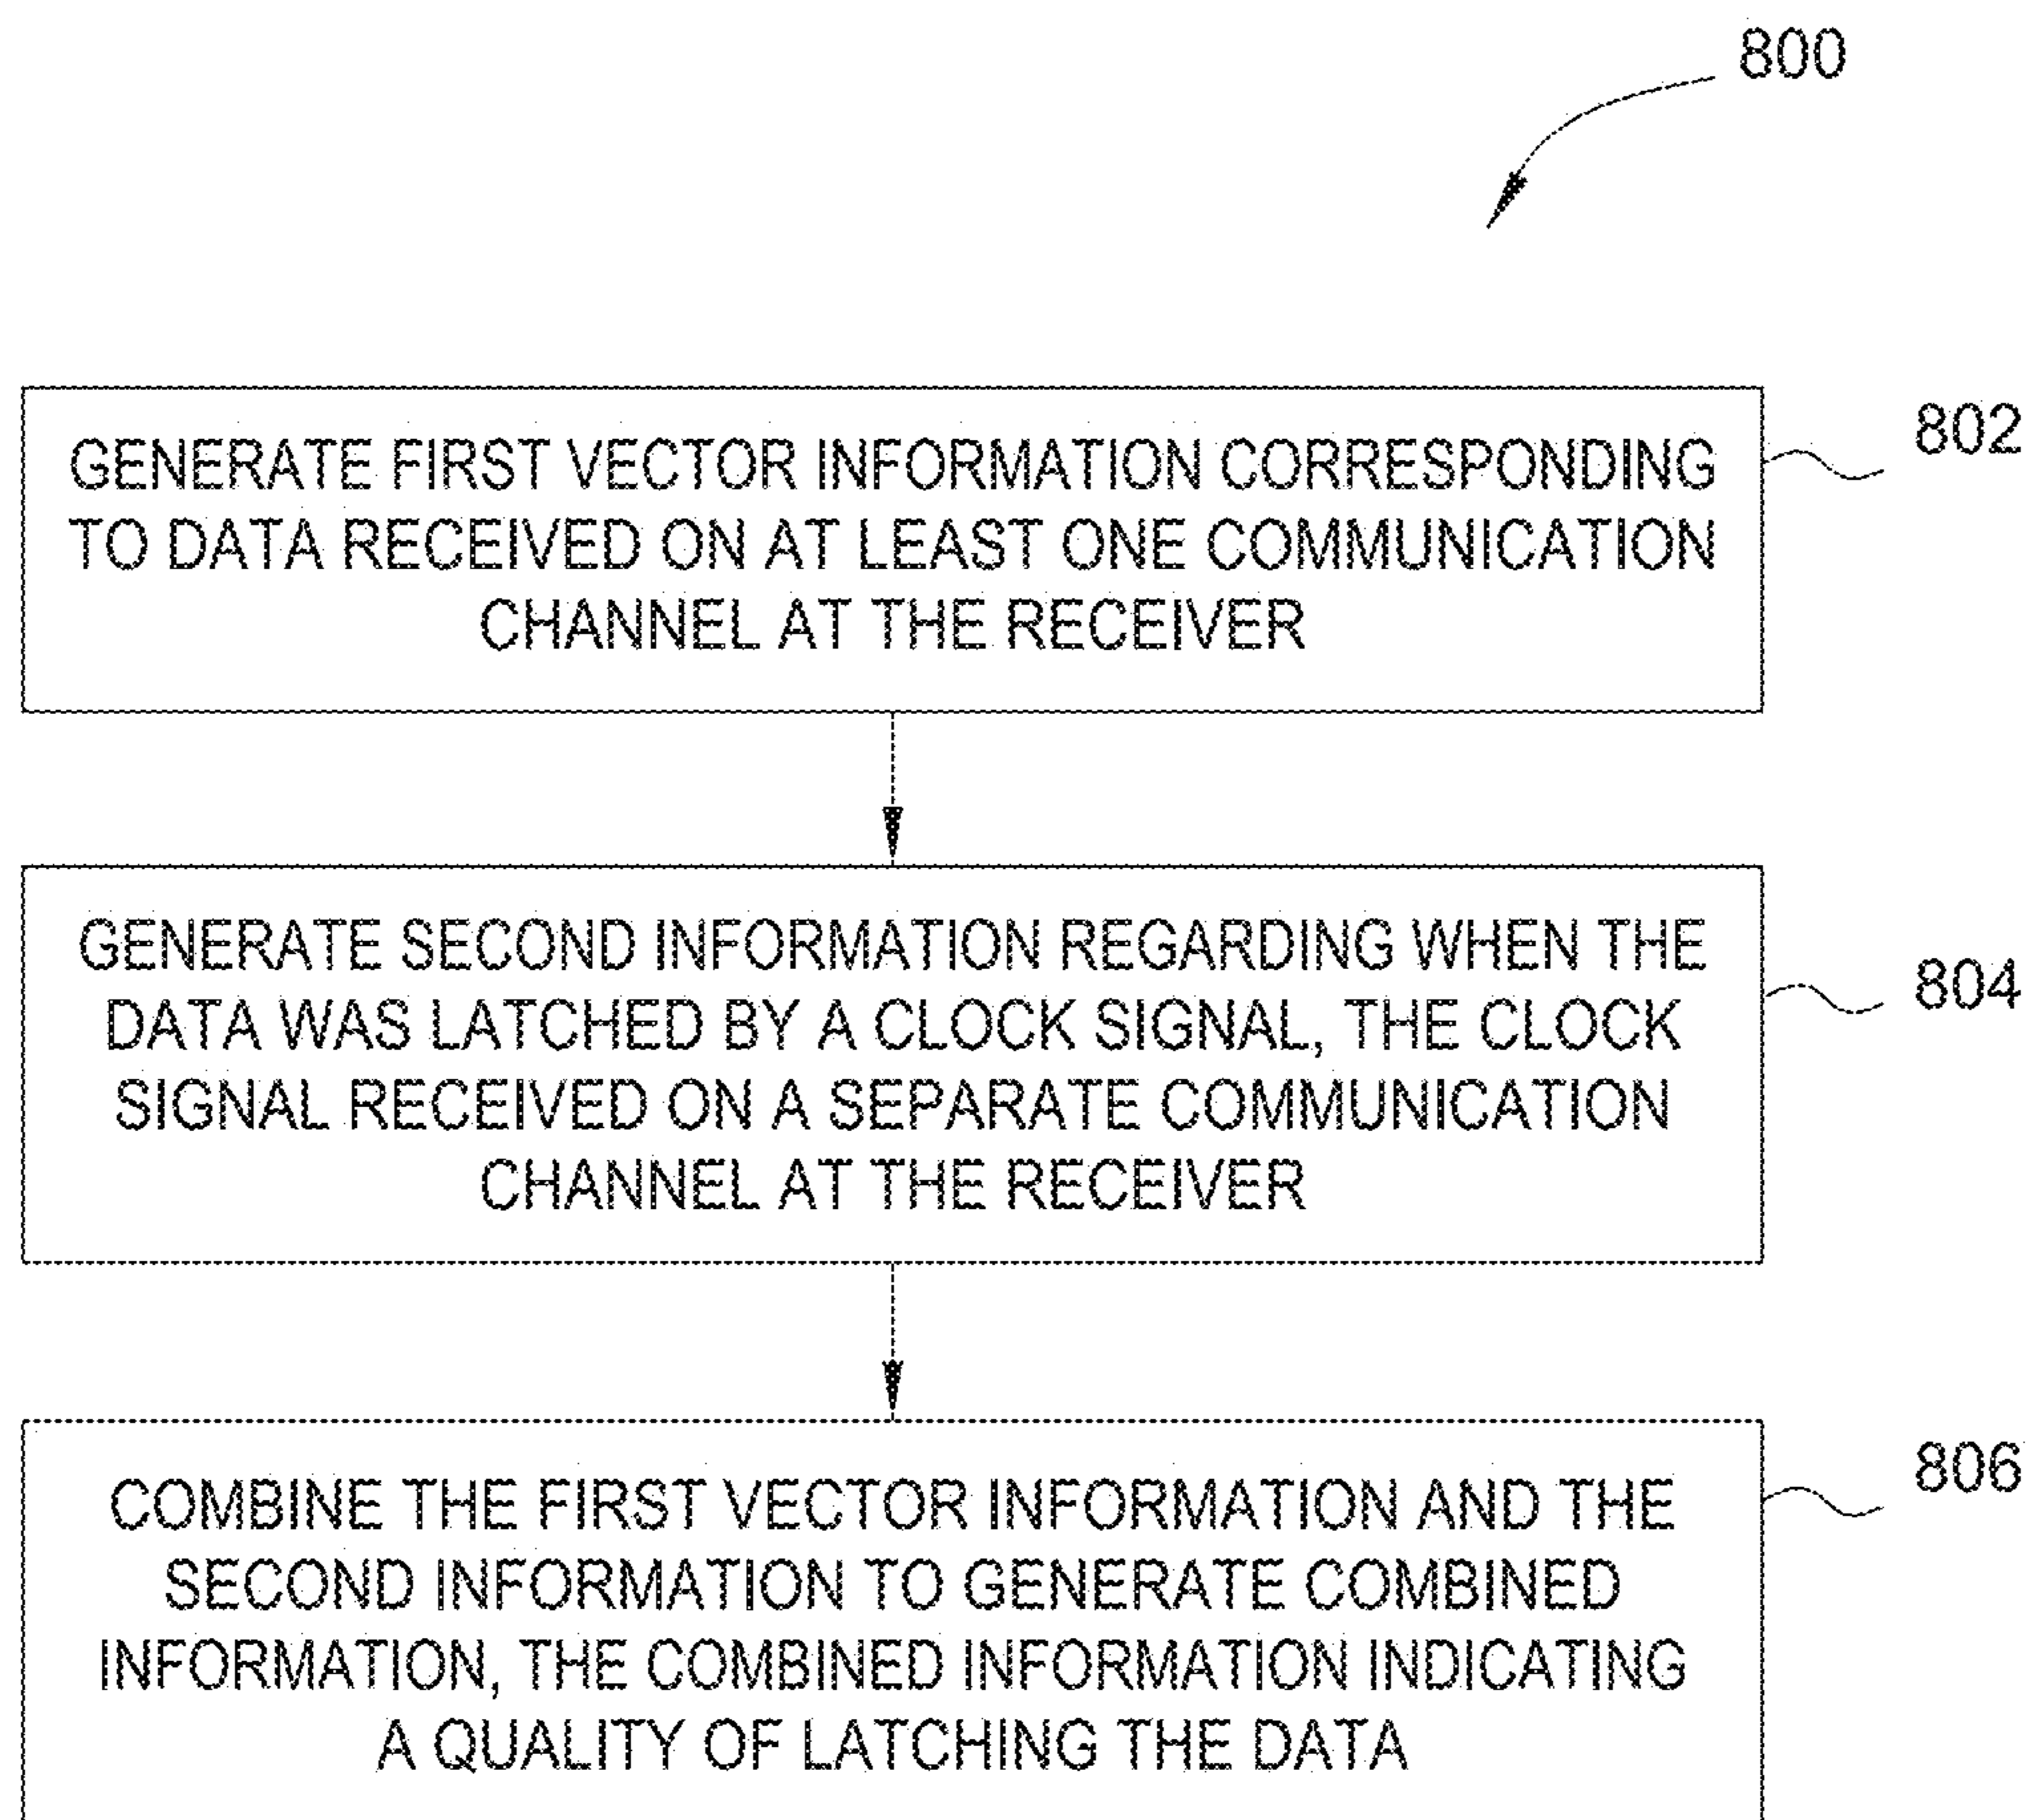 800
GENERATE FIRST VECTOR INFORMATION CORRESPONDING
TO DATA RECEIVED ON AT LEAST ONE COMMUNICATION
CHANNEL AT THE RECEIVER
802
GENERATE SECOND INFORMATION REGARDING WHEN THE
DATA WAS LATCHED BY A CLOCK SIGNAL, THE CLOCK
SIGNAL RECEIVED ON A SEPARATE COMMUNICATION
CHANNEL AT THE RECEIVER
804
COMBINE THE FIRST VECTOR INFORMATION AND THE
SECOND INFORMATION TO GENERATE COMBINED
INFORMATION, THE COMBINED INFORMATION INDICATING
A QUALITY OF LATCHING THE DATA
806